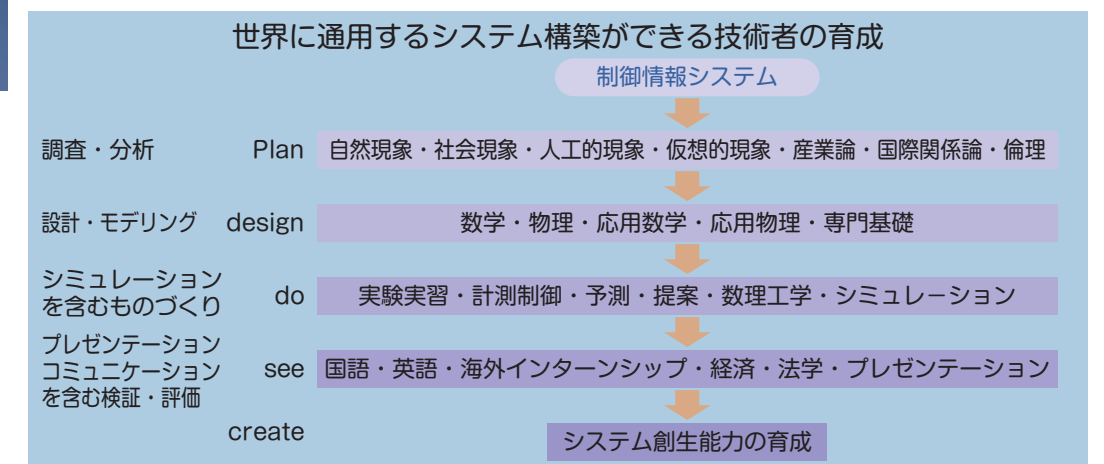 世界に通用するシステム構築ができる技術者の育成
制御情報システム
調査・分析 Plan 自然現象・社会現象・人工的現象・仮想的現象・産業論・国際関係論・倫理
設計・モデリング design 数学・物理・応用数学・応用物理・専門基礎
シミュレーション
を含むものづくり do 実験実習・計測制御・予測・提案・数理工学・シミュレーション
プレゼンテーション
コミュニケーション
を含む検証・評価 see 国語・英語・海外インターンシップ・経済・法学・プレゼンテーション
create システム創生能力の育成